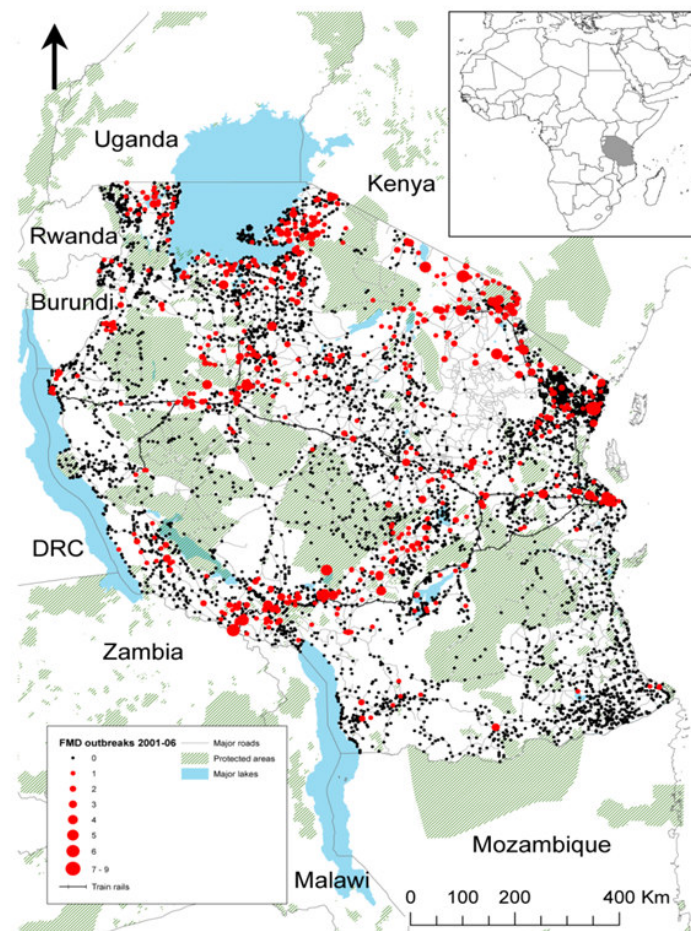 Uganda
Kenya
Rwanda
Burundi
DRC
Zambia
FMD outbreaks 2001-06
0
1
2
3
4
5
6
7 - 9
Train rails
Major roads
Protected areas
Major lakes
Mozambique
Malawi
0 100 200 400 Km